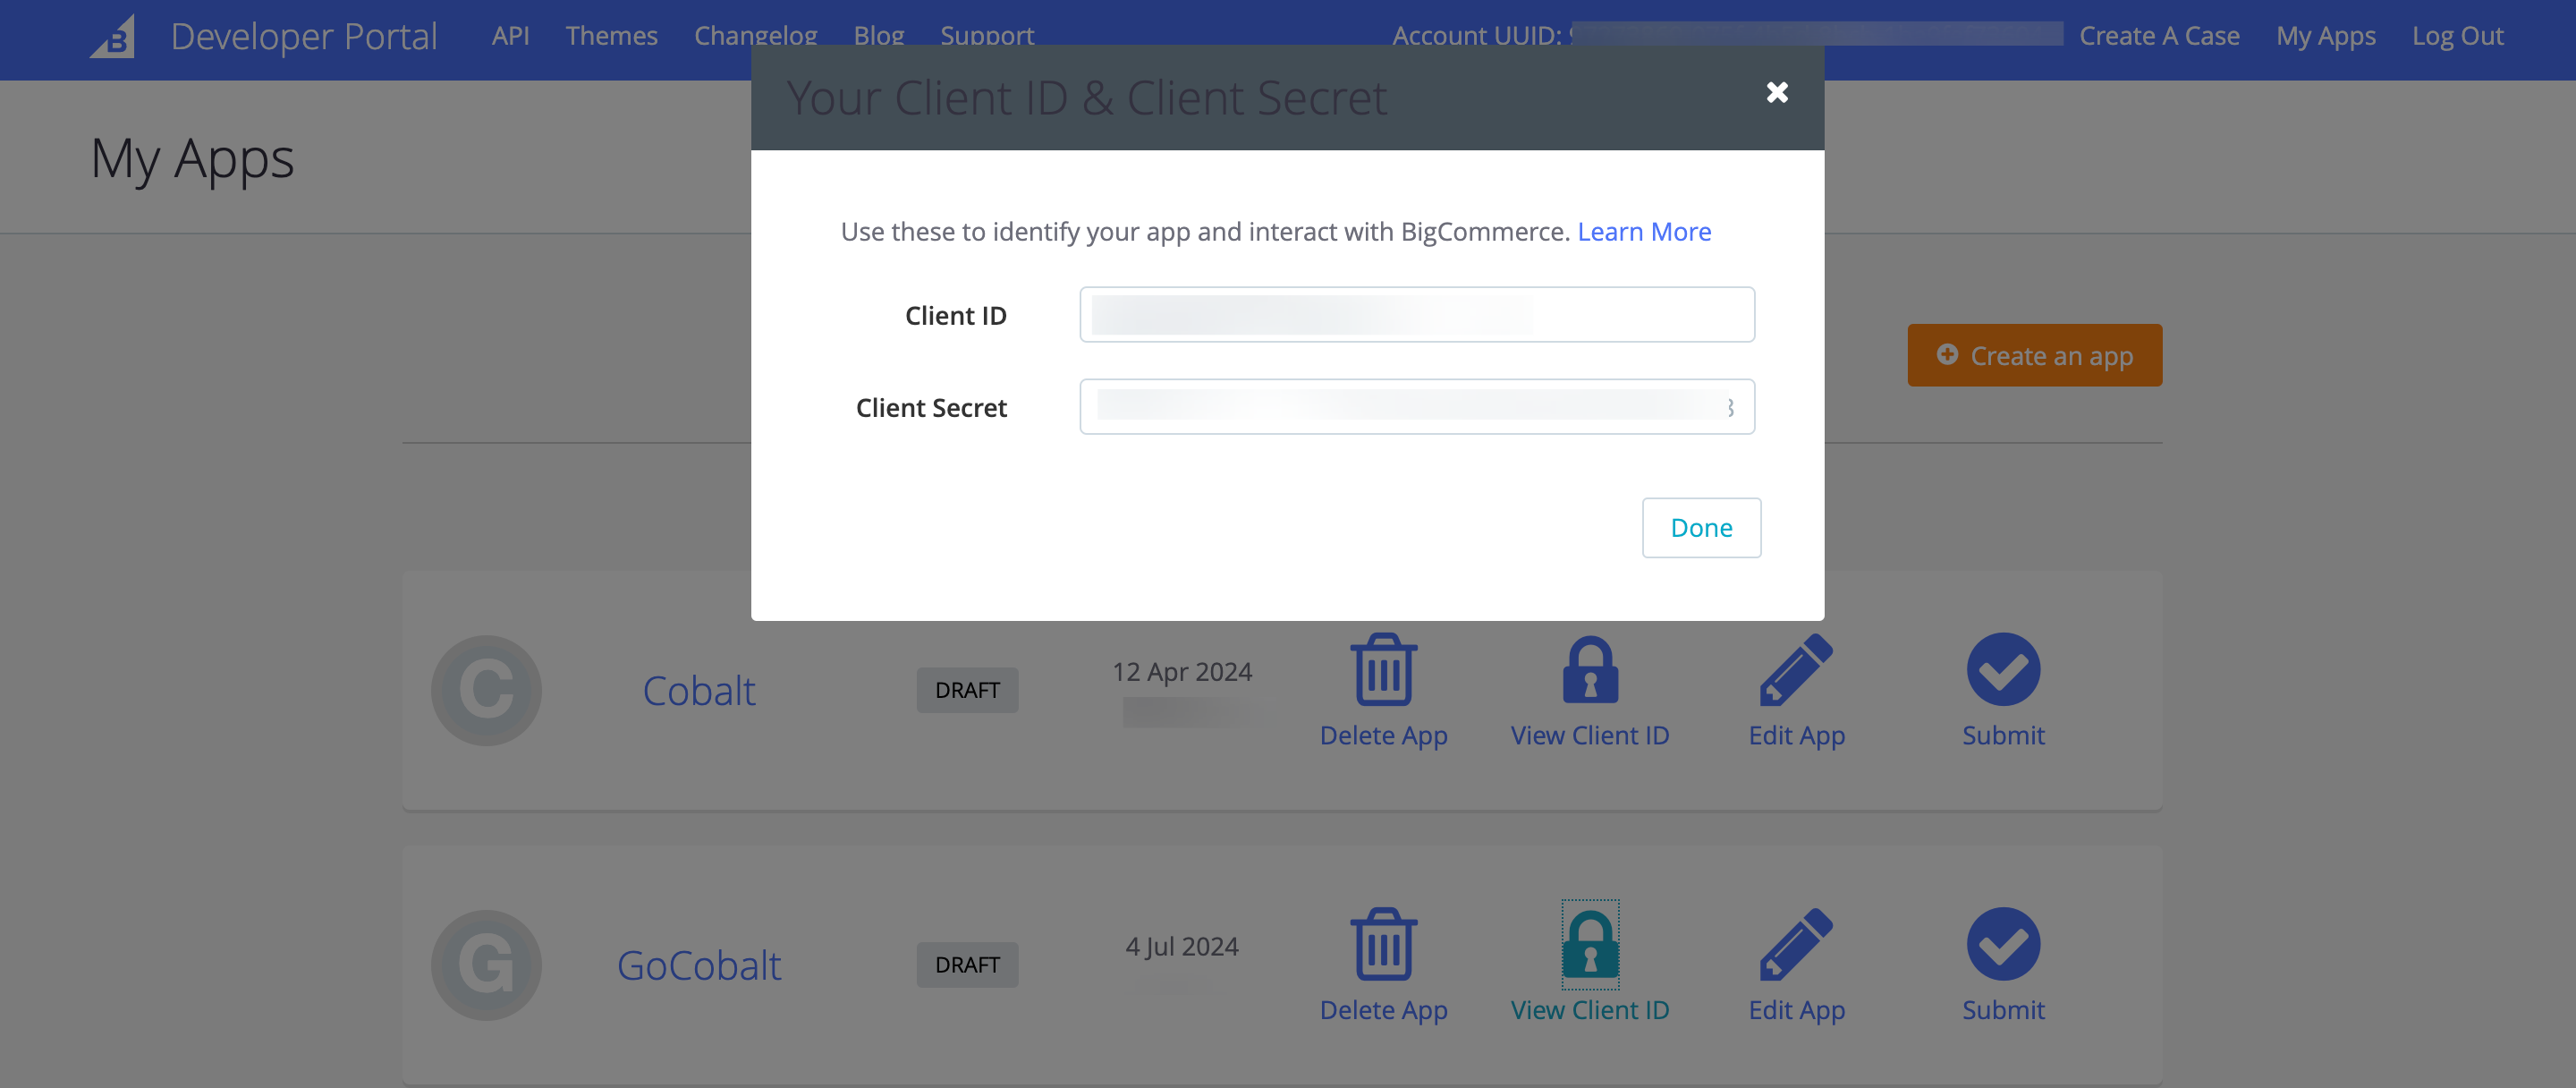 Developer Portal API Themes Changelog Blog Support Account UUID: Create A Case My Apps Log Out
Your Client ID & Client Secret
My Apps
Use these to identify your app and interact with BigCommerce. Learn More
Client ID
Create an app
Client Secret
Done
C Cobalt DRAFT 12 Apr 2024 Delete App View Client ID Edit App Submit
G GoCobalt DRAFT 4 Jul 2024 Delete App View Client ID Edit App Submit